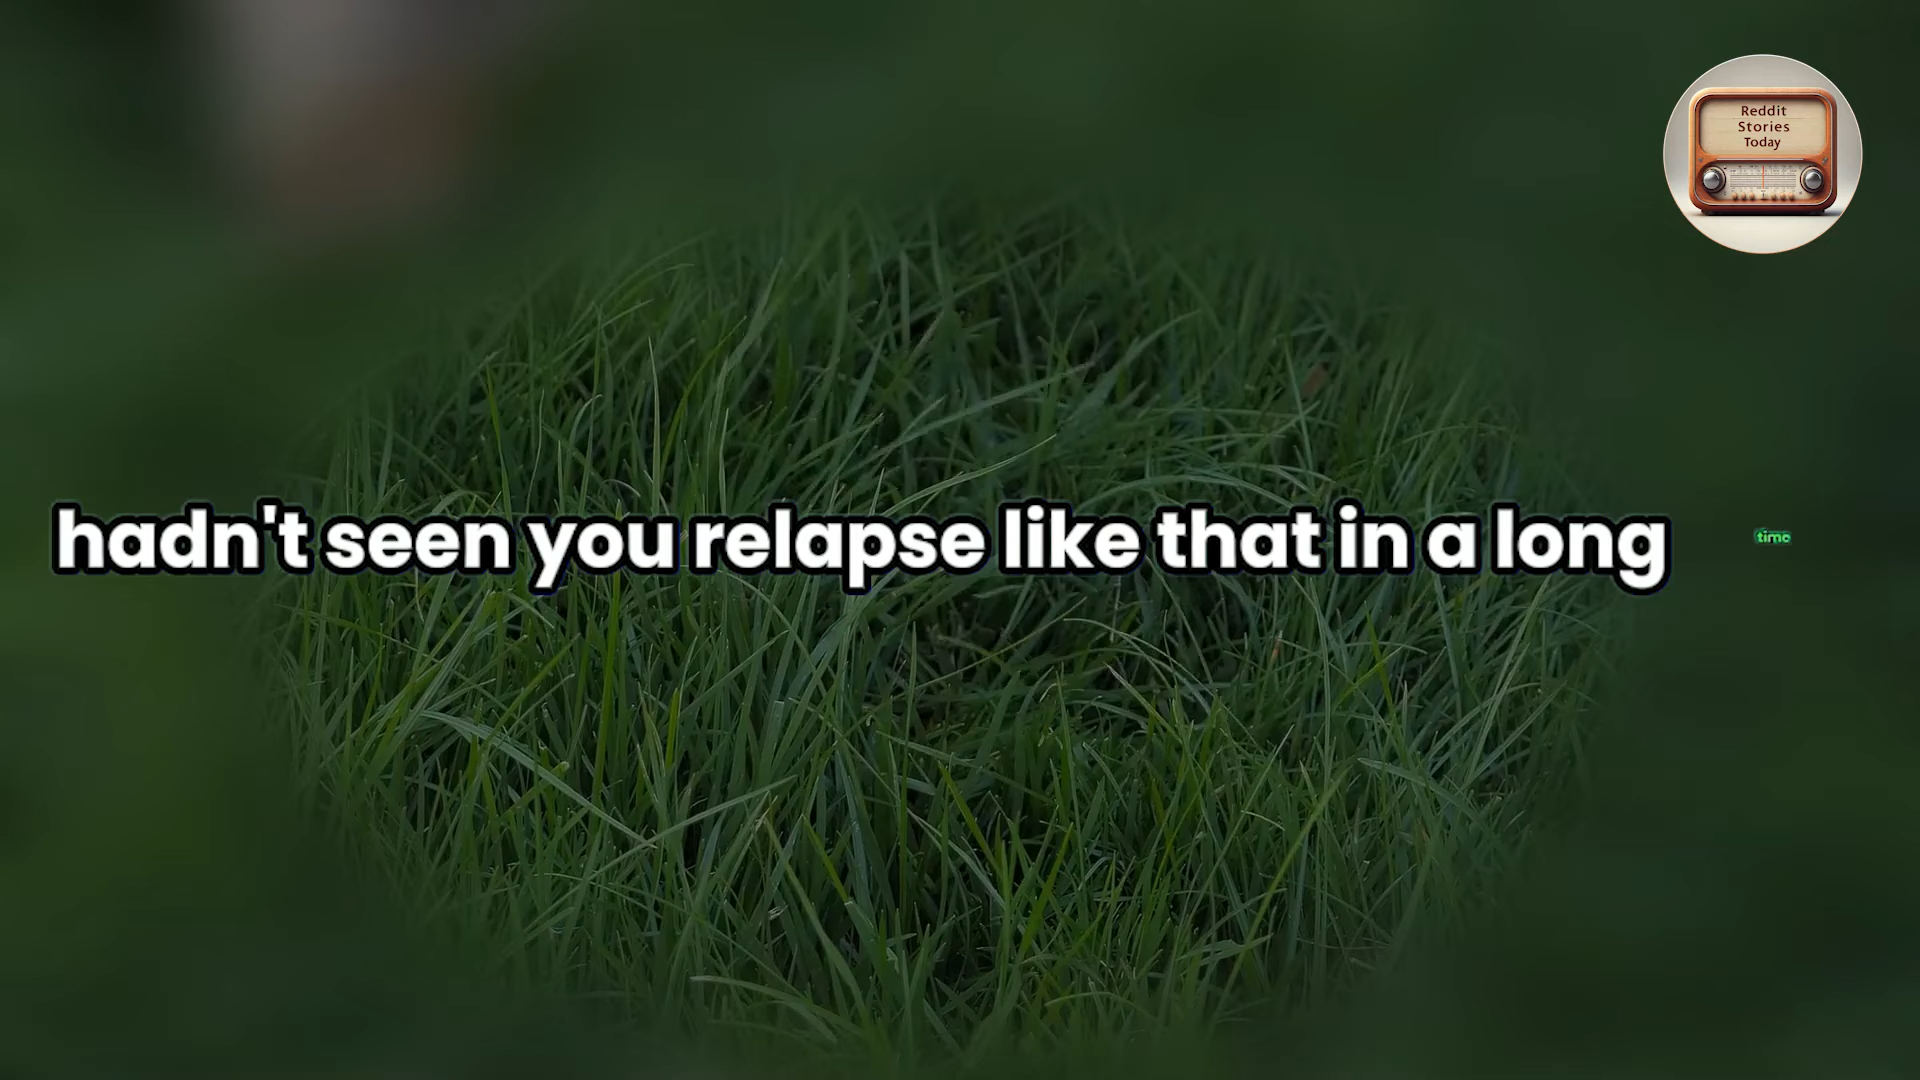 Reddit
Stories
Today
hadn't seen you relapse like that in a long time